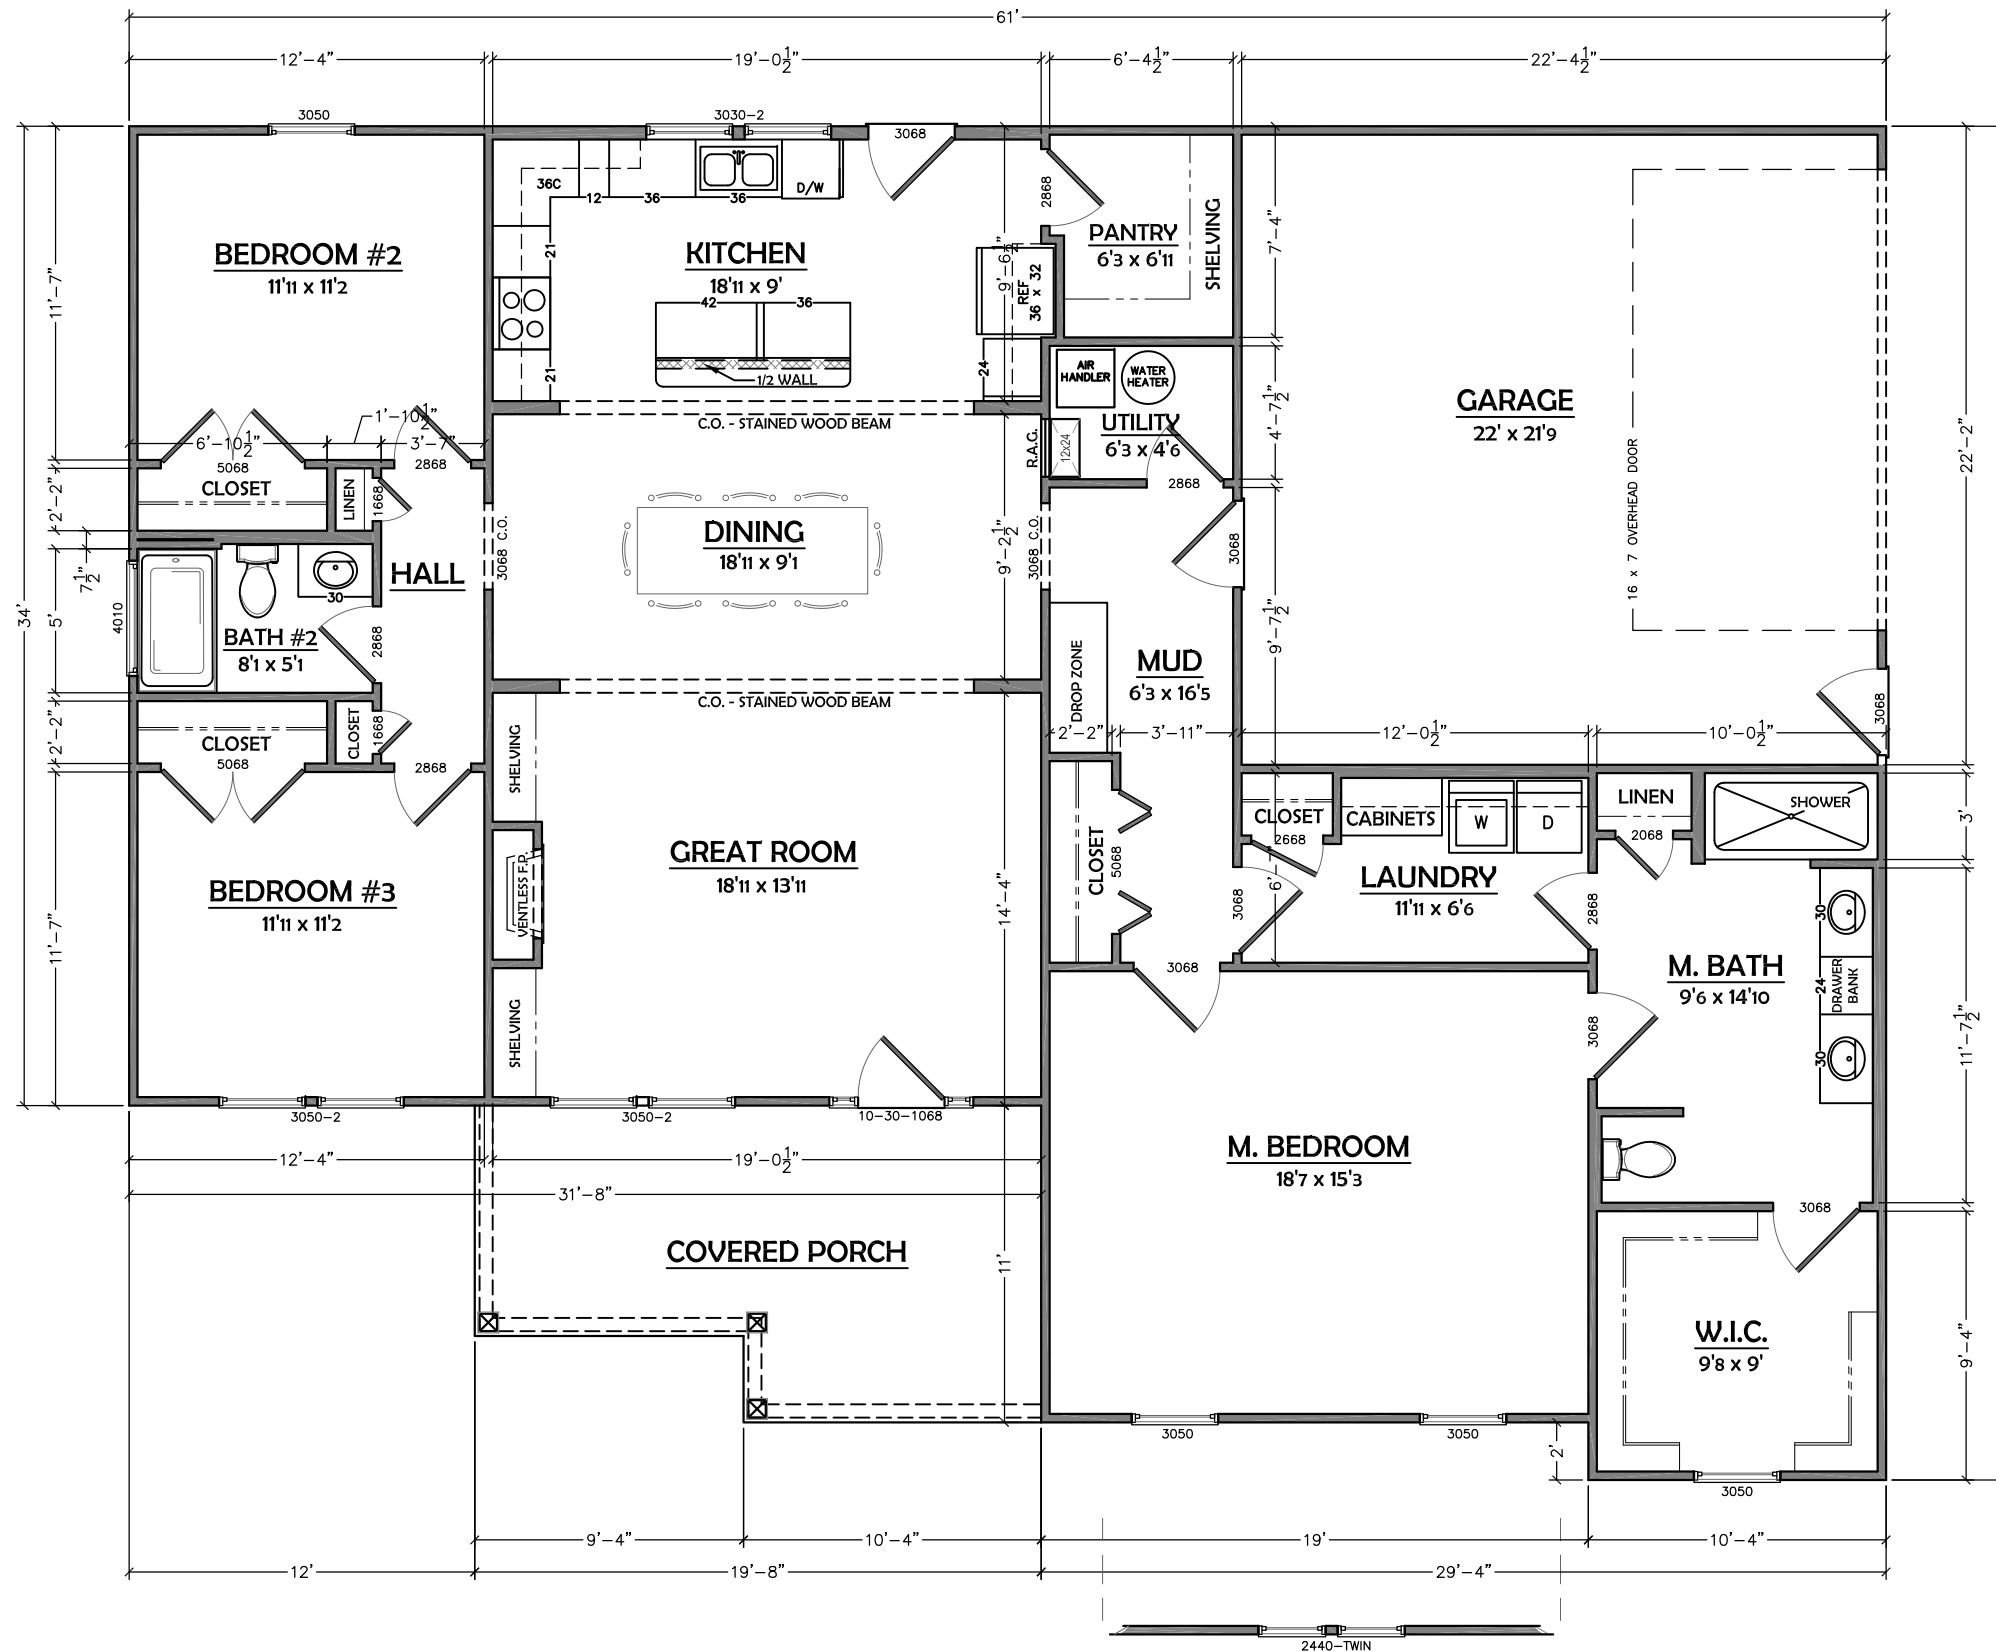 61'
12'-4" 19'-0 1/2" 6'-4 1/2" 22'-4 1/2"
3050 3030-2
3068
36C 12 36 36 D/W
2868
BEDROOM #2
11'11 x 11'2
KITCHEN
18'11 x 9'
42 36
21
21
1/2 WALL
9'-6 1/2"
REF
36 x 32
24
PANTRY
6'3 x 6'11
SHELVING
7'-4"
11'-7"
AIR HANDLER
WATER HEATER
UTILITY
6'3 x 4'6
4'-7 1/2"
R.A.G.
12x24
2868
GARAGE
22' x 21'9
16 x 7 OVERHEAD DOOR
22'-2"
C.O. - STAINED WOOD BEAM
1'-10 1/2"
6'-10 1/2" 3'-7"
5068 2868
CLOSET
LINEN
1668
2'-2"
7 1/2"
34'
5'
4010
HALL
3068 C.O.
DINING
18'11 x 9'1
9'-2 1/2"
3068 C.O.
3068
30
BATH #2
8'1 x 5'1
2868
9'-7 1/2"
DROP ZONE
MUD
6'3 x 16'5
C.O. - STAINED WOOD BEAM
3068
2'-2" 3'-11" 12'-0 1/2" 10'-0 1/2"
2'-2"
CLOSET
5068
CLOSET
1668
2868
SHELVING
CLOSET
2668
CABINETS
W
D
LINEN
2068
SHOWER
3'
GREAT ROOM
18'11 x 13'11
VENTLESS F.P.
CLOSET
5068
6'
LAUNDRY
11'11 x 6'6
3068
2868
BEDROOM #3
11'11 x 11'2
11'-7"
14'-4"
30
24
DRAWER BANK
30
M. BATH
9'6 x 14'10
3068
3068
11'-7 1/2"
SHELVING
3050-2 3050-2 10-30-1068
12'-4" 19'-0 1/2"
31'-8"
M. BEDROOM
18'7 x 15'3
COVERED PORCH
11'
3068
W.I.C.
9'8 x 9'
9'-4"
3050 3050
2'
3050
9'-4" 10'-4" 19' 10'-4"
12' 19'-8" 29'-4"
2440-TWIN